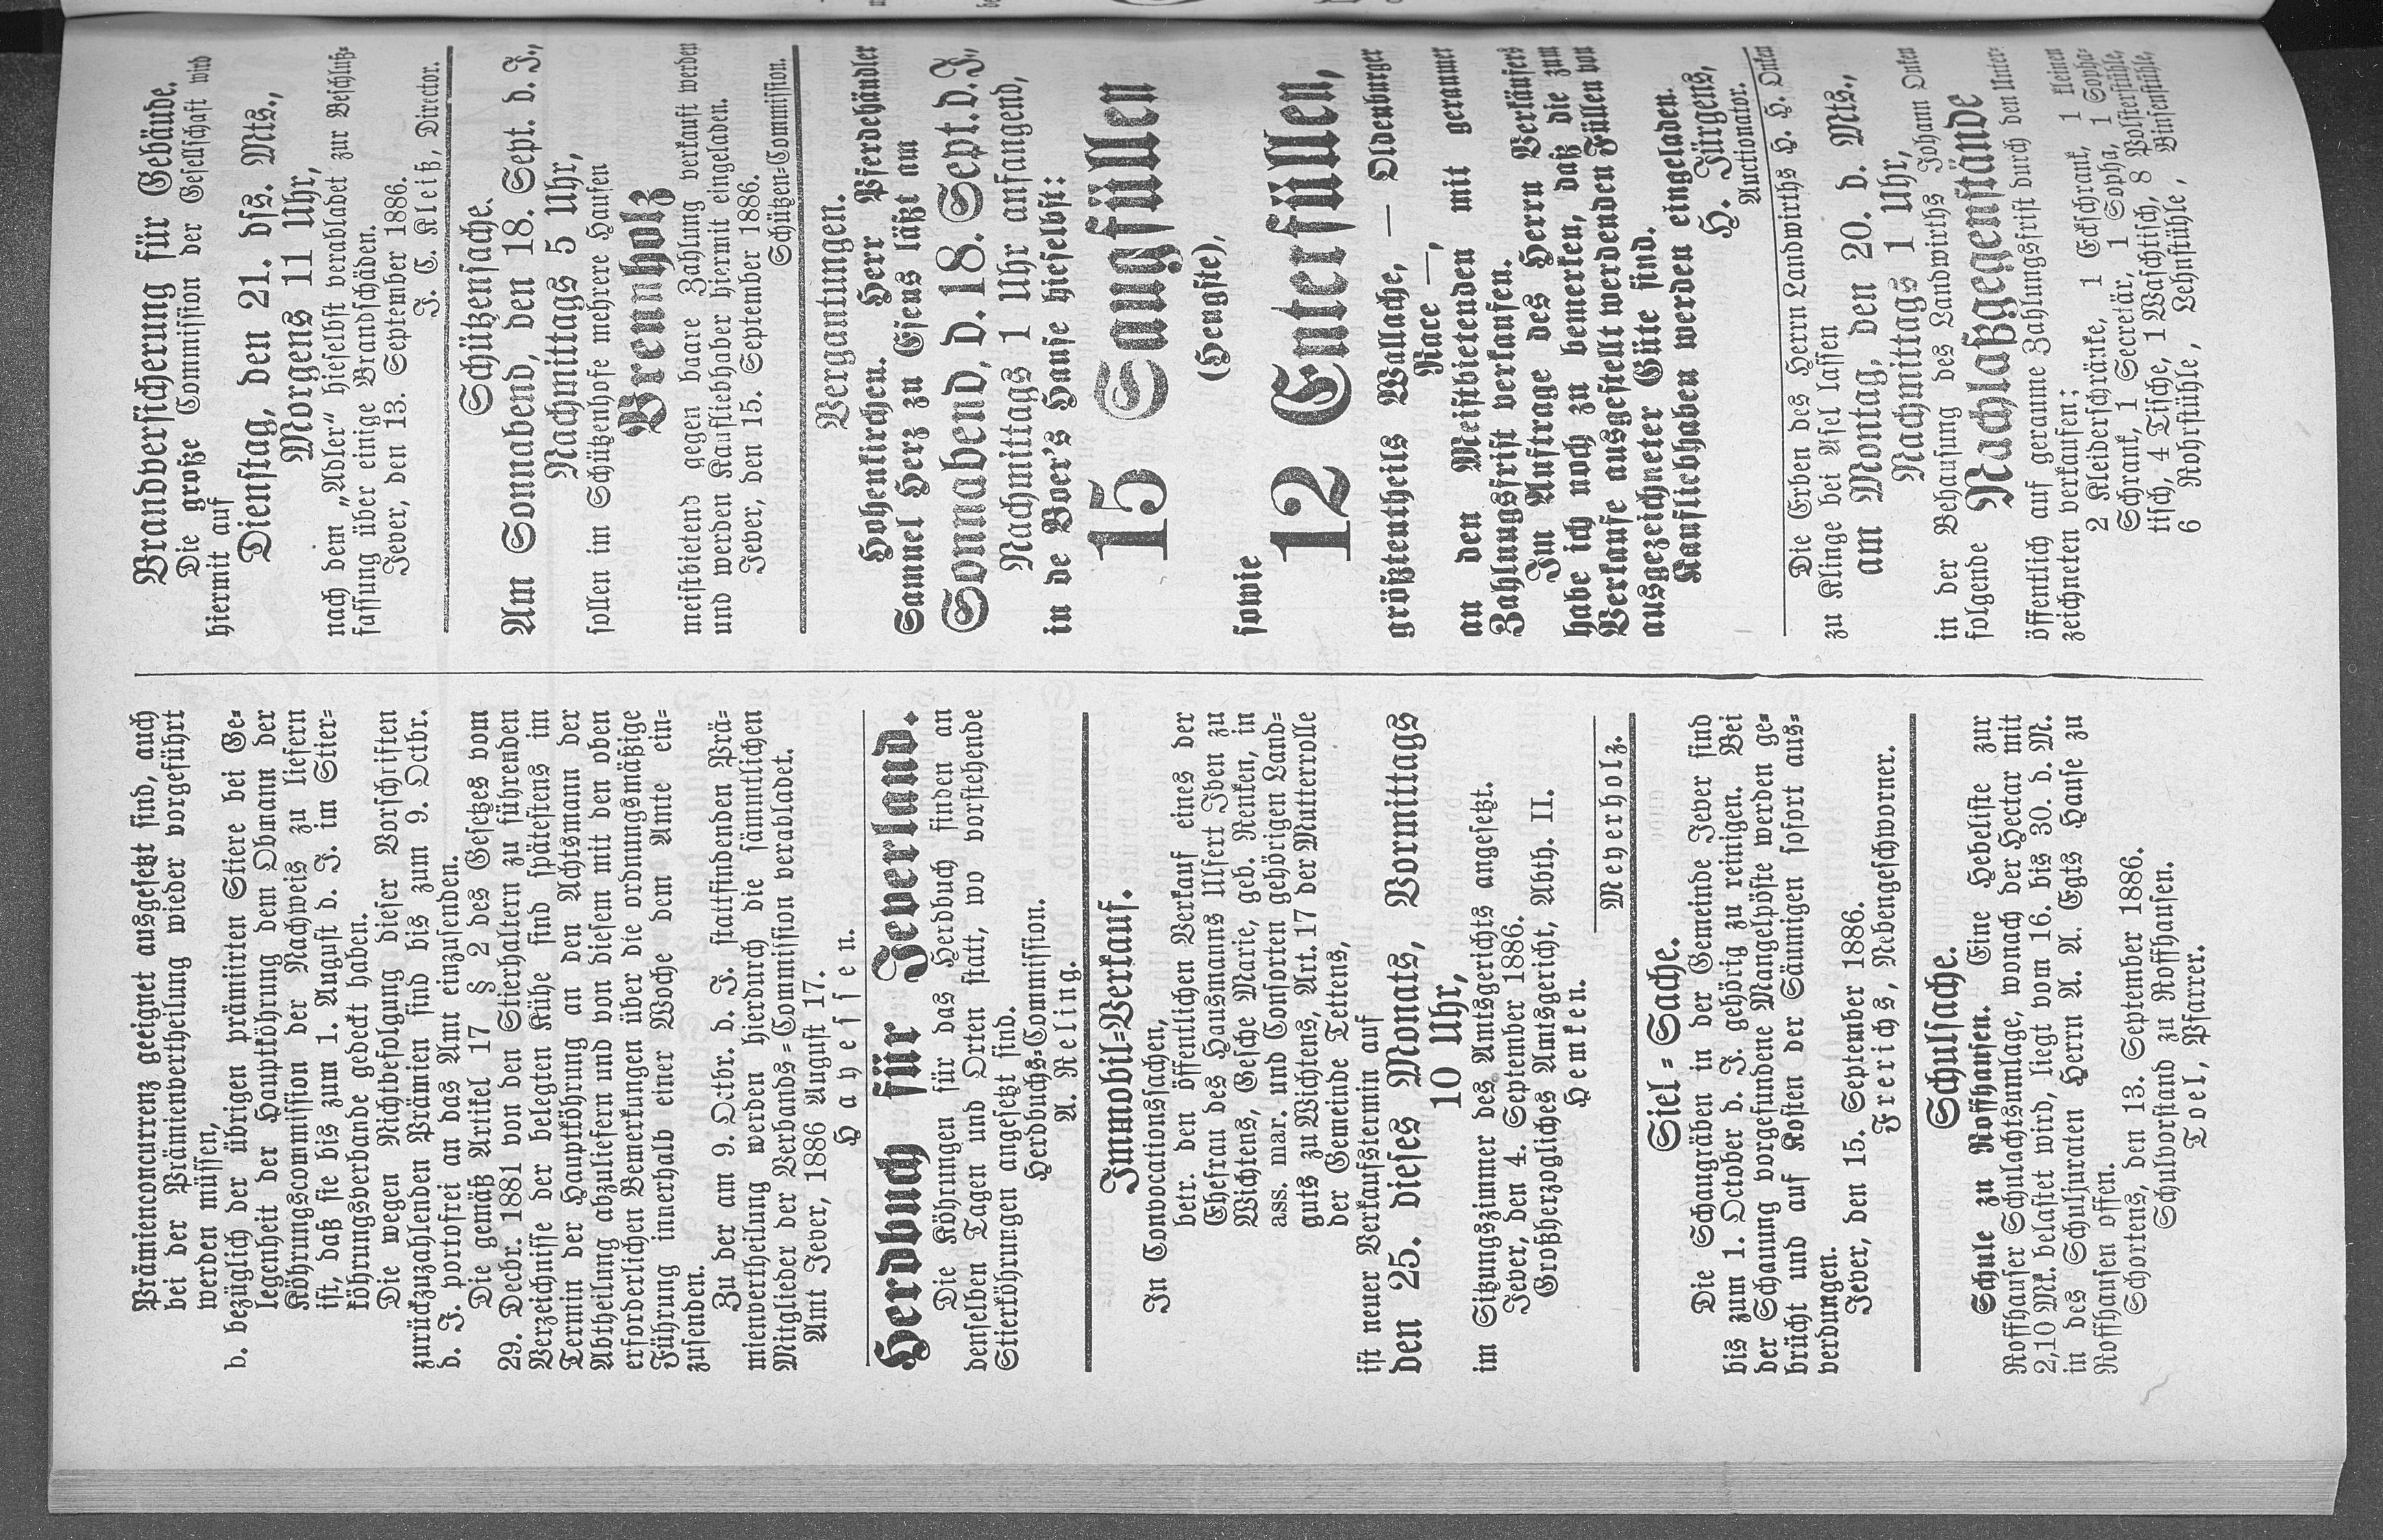 Prämienconcurrenz geeignet ausgesetzt sind, auch
bei der Prämienvertheilung wieder vorgeführt
werden müssen,
b. bezüglich der übrigen prämiirten Stiere bei Ge-
legenheit der Hauptköhrung dem Obmann der
Köhrungscommission der Nachweis zu liefern
ist, daß sie bis zum 1. August d. J. im Stier-
köhrungsverbande gedeckt haben.
Die wegen Nichtbefolgung dieser Vorschriften
zurückzuzahlenden Prämien sind bis zum 9. Octbr.
d. J. portofrei an das Amt einzusenden.
Die gemäß Artikel 17 § 2 des Gesetzes vom
29. Decbr. 1881 von den Stierhaltern zu führenden
Verzeichnisse der belegten Kühe sind spätestens im
Termin der Hauptköhrung an den Achtsmann der
Abtheilung abzuliefern und von diesem mit den oben
erforderlichen Bemerkungen über die ordnungsmäßige
Führung innerhalb einer Woche dem Amte ein-
zusenden.
Zu der am 9. Octbr. d. J. stattfindenden Prä-
mienvertheilung werden hierdurch die sämmtlichen
Mitglieder der Verbands-Commission verabladet.
Amt Jever, 1886 August 17.
Hayessen.
Herdbuch für Jeverland.
Die Köhrungen für das Herdbuch finden an
denselben Tagen und Orten statt, wo vorstehende
Stierköhrungen angesetzt sind.
Herdbuchs-Commission.
A. Reling.
Immobil-Verkauf.
In Convocationssachen,
betr. den öffentlichen Verkauf eines der
Ehefrau des Hausmanns Ulfert Iben zu
Wichtens, Gesche Marie, geb. Renken, in
ass. mar. und Consorten gehörigen Land-
guts zu Wichtens, Art. 17 der Mutterrolle
der Gemeinde Tettens,
ist neuer Verkaufstermin auf
den 25. dieses Monats, Vormittags
10 Uhr,
im Sitzungszimmer des Amtsgerichts angesetzt.
Jever, den 4. September 1886.
Großherzogliches Amtsgericht, Abth. II.
Hemken.
Meyerholz.
Siel-Sache.
Die Schaugräben in der Gemeinde Jever sind
bis zum 1. October d. J. gehörig zu reinigen. Bei
der Schauung vorgefundene Mangelpöste werden ge-
brücht und auf Kosten der Säumigen sofort aus-
verdungen.
Jever, den 15. September 1886.
Frerichs, Nebengeschworner.
Schulsache.
Schule zu Roffhausen. Eine Hebeliste zur
Roffhauser Schulachtsumlage, wonach der Hectar mit
2,10 Mk. belastet wird, liegt vom 16. bis 30. d. M.
in des Schuljuraten Herrn A. A. Egts Hause zu
Roffhausen offen.
Schortens, den 13. September 1886.
Schulvorstand zu Roffhausen.
Toel, Pfarrer.
Brandversicherung für Gebäude.
Die große Commission der Gesellschaft wird
hiermit auf
Dienstag, den 21. dss. Mts.,
Morgens 11 Uhr,
nach dem „Adler“ hieselbst verabladet zur Beschluß-
fassung über einige Brandschäden.
Jever, den 13. September 1886.
J. C. Kleiß, Director.
Schützensache.
Am Sonnabend, den 18. Sept. d. J.,
Nachmittags 5 Uhr,
sollen im Schützenhofe mehrere Haufen
Brennholz
meistbietend gegen baare Zahlung verkauft werden
und werden Kaufliebhaber hiermit eingeladen.
Jever, den 15. September 1886.
Schützen-Commission.
Vergantungen.
Hohenkirchen. Herr Pferdehändler
Samuel Herz zu Esens läßt am
Sonnabend, d. 18. Sept. d. J.,
Nachmittags 1 Uhr anfangend,
in de Boer's Hause hieselbst:
15 Saugfüllen
(Hengste),
sowie
12 Enterfüllen,
größtentheils Wallache, — Oldenburger
Race —,
an den Meistbietenden mit geraumer
Zahlungsfrist verkaufen.
Im Auftrage des Herrn Verkäufers
habe ich noch zu bemerken, daß die zum
Verkaufe ausgestellt werdenden Füllen von
ausgezeichneter Güte sind.
Kaufliebhaben werden eingeladen.
H. Jürgens,
Auctionator.
Die Erben des Herrn Landwirths H. H. Onken
zu Klinge bei Asel lassen
am Montag, den 20. d. Mts.,
Nachmittags 1 Uhr,
in der Behausung des Landwirths Johann Onken
folgende Nachlaßgegenstände
öffentlich auf geraume Zahlungsfrist durch den Unter-
zeichneten verkaufen:
2 Kleiderschränke, 1 Eckschrank, 1 kleinen
Schrank, 1 Secretär, 1 Sopha, 1 Sopha-
tisch, 4 Tische, 1 Waschtisch, 8 Polsterstühle,
6 Rohrstühle, Lehnstühle, Binsenstühle,